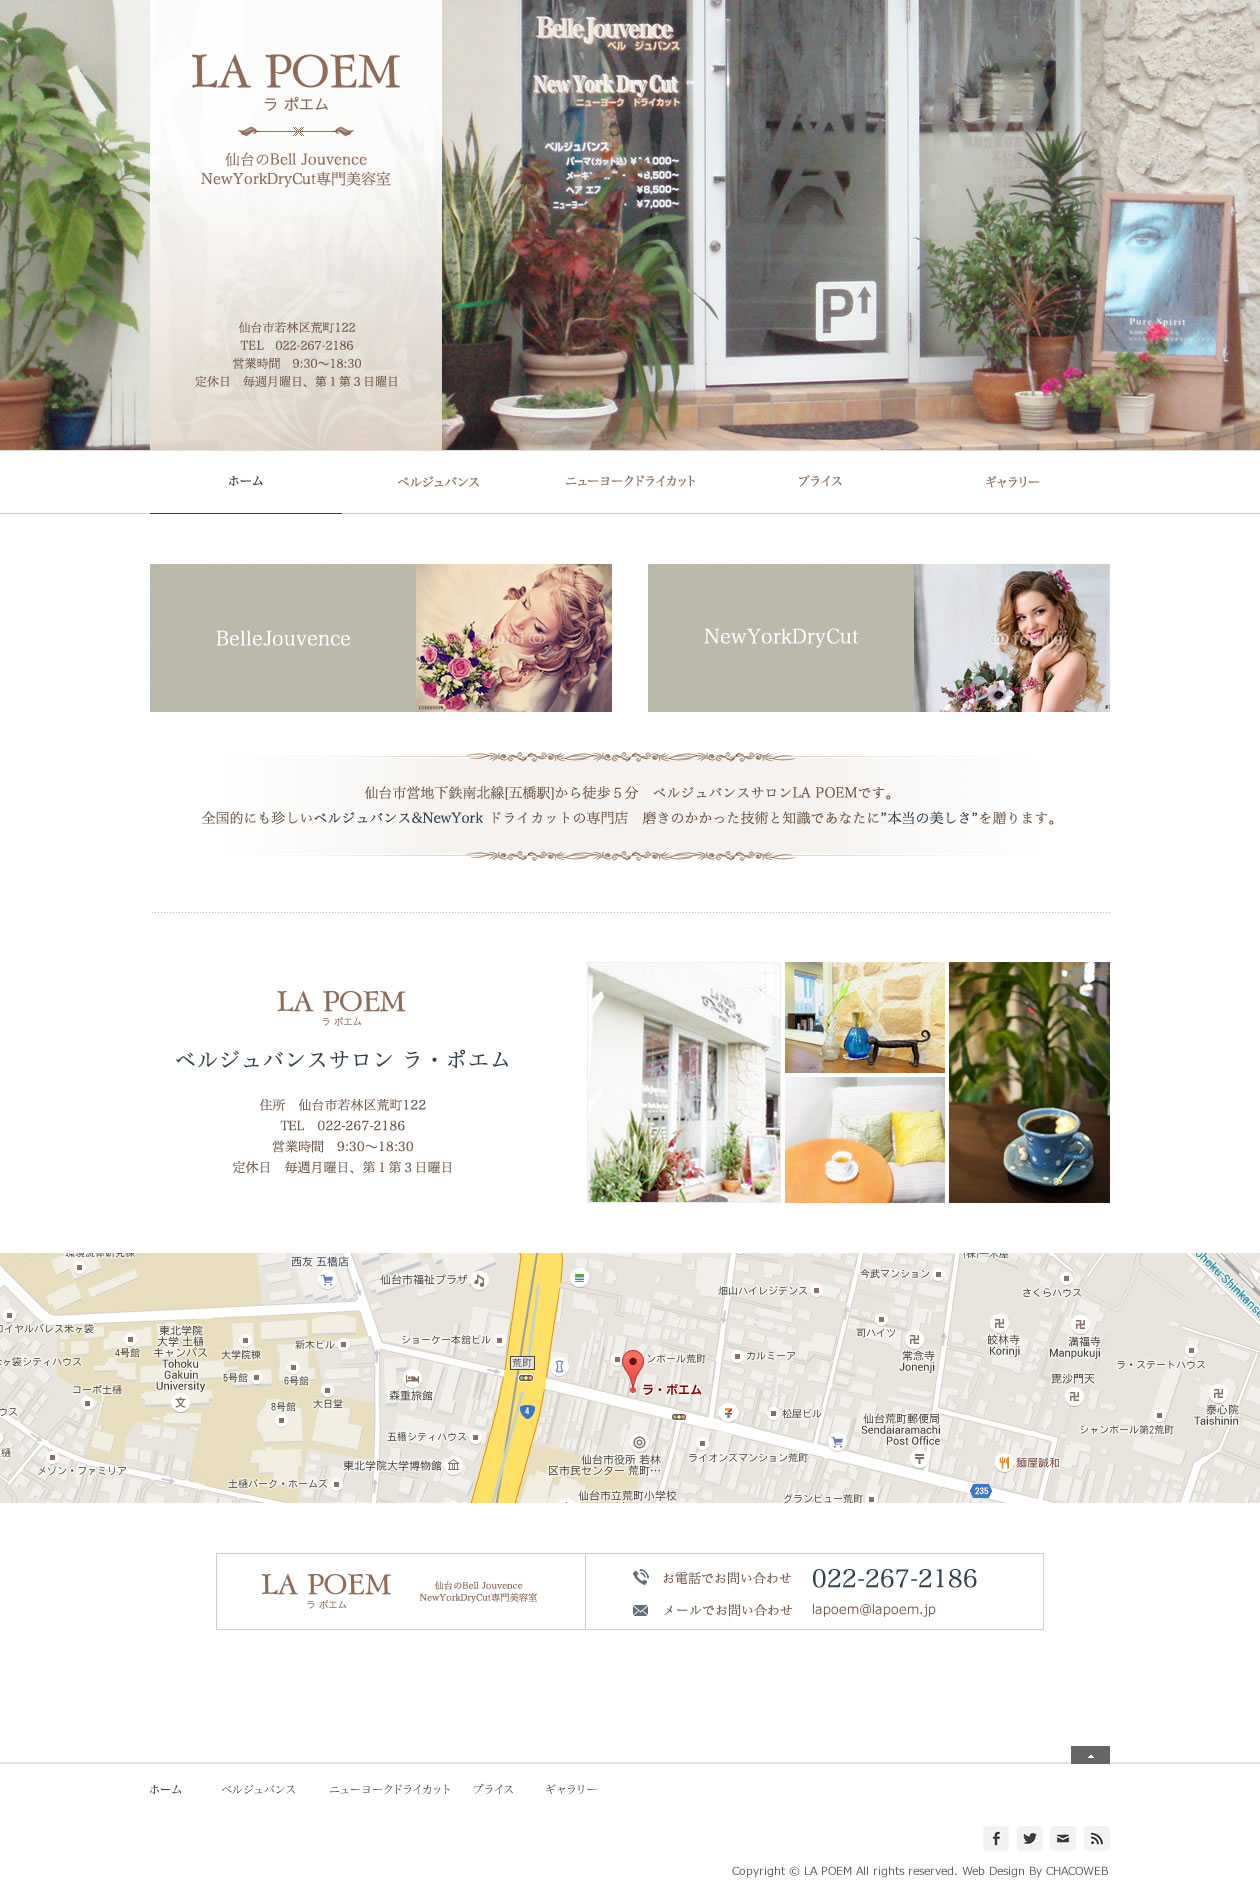 LA POEM
ラ ポエム
仙台のBell Jouvence
NewYorkDryCut専門美容室
仙台市若林区荒町122
TEL　022-267-2186
営業時間　9:30～18:30
定休日　毎週月曜日、第１第３日曜日
BelleJouvence
ベル　ジュバンス
New York Dry Cut
ニューヨーク　ドライカット
ベルジュバンス
パーマ(カット込)
¥8,500～
ヘア エ
¥8,500～
¥7,000～
P↑
Pure Spirit
ホーム
ベルジュバンス
ニューヨークドライカット
プライス
ギャラリー
BelleJouvence
NewYorkDryCut
仙台市営地下鉄南北線[五橋駅]から徒歩５分　ベルジュバンスサロンLA POEMです。
全国的にも珍しいベルジュバンス&NewYork ドライカットの専門店　磨きのかかった技術と知識であなたに”本当の美しさ”を贈ります。
LA POEM
ラ ポエム
ベルジュバンスサロン ラ・ポエム
住所　仙台市若林区荒町122
TEL　022-267-2186
営業時間　9:30～18:30
定休日　毎週月曜日、第１第３日曜日
西友 五橋店
仙台市福祉プラザ
畑山ハイレジデンス
今武マンション
さくらハウス
ohoku Shinkanse
ロイヤルパレス米ヶ袋
4号館
東北学院
大学 土樋
キャンパス
Tohoku
Gakuin
University
大学院棟
新木ビル
ショーケー本舘ビル
荒町
ンボール荒町
カルミーア
司ハイツ
常念寺
Jonenji
皎林寺
Korinji
満福寺
Manpukuji
ラ・ステートハウス
ヶ袋シティハウス
5号館
6号館
コーポ土樋
8号館
大日堂
森重旅館
4
ラ・ポエム
毘沙門天
泰心院
Taishinin
ウス
五橋シティハウス
松屋ビル
仙台荒町郵便局
Sendaiaramachi
Post Office
シャンボール第2荒町
樋
メゾン・ファミリア
東北学院大学博物館
仙台市役所 若林
区市民センター 荒町…
ライオンズマンション荒町
麺屋誠和
土樋パーク・ホームズ
仙台市立荒町小学校
グランビュー荒町
235
LA POEM
ラ ポエム
仙台のBell Jouvence
NewYorkDryCut専門美容室
お電話でお問い合わせ　022-267-2186
メールでお問い合わせ　lapoem@lapoem.jp
ホーム
ベルジュバンス
ニューヨークドライカット
プライス
ギャラリー
Copyright © LA POEM All rights reserved. Web Design By CHACOWEB